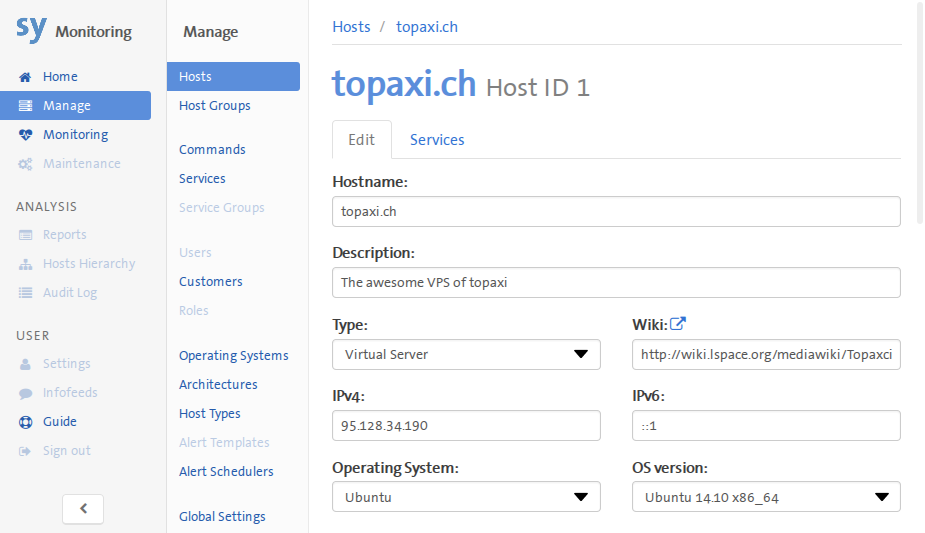 sy Monitoring
Home
Manage
Monitoring
Maintenance
ANALYSIS
Reports
Hosts Hierarchy
Audit Log
USER
Settings
Infofeeds
Guide
Sign out
Manage
Hosts
Host Groups
Commands
Services
Service Groups
Users
Customers
Roles
Operating Systems
Architectures
Host Types
Alert Templates
Alert Schedulers
Global Settings
Hosts / topaxi.ch
topaxi.ch Host ID 1
Edit Services
Hostname:
topaxi.ch
Description:
The awesome VPS of topaxi
Type: Wiki:
Virtual Server http://wiki.lspace.org/mediawiki/Topaxci
IPv4: IPv6:
95.128.34.190 ::1
Operating System: OS version:
Ubuntu Ubuntu 14.10 x86_64